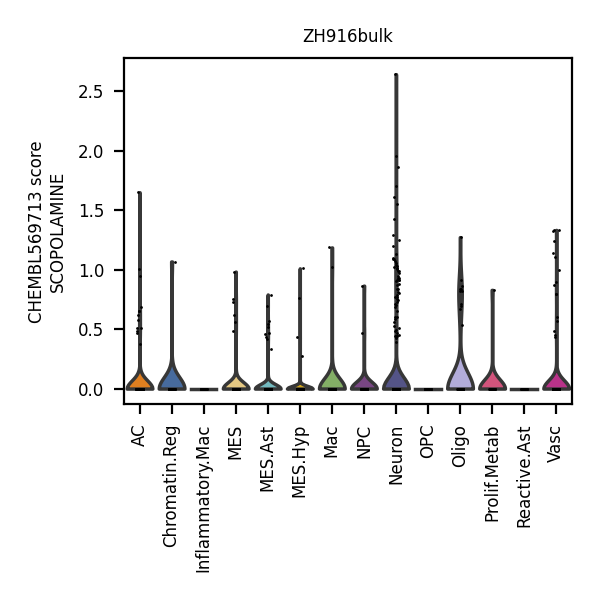 ZH916bulk
CHEMBL569713 score
SCOPOLAMINE
2.5
2.0
1.5
1.0
0.5
0.0
AC
Chromatin.Reg
Inflammatory.Mac
MES
MES.Ast
MES.Hyp
Mac
NPC
Neuron
OPC
Oligo
Prolif.Metab
Reactive.Ast
Vasc